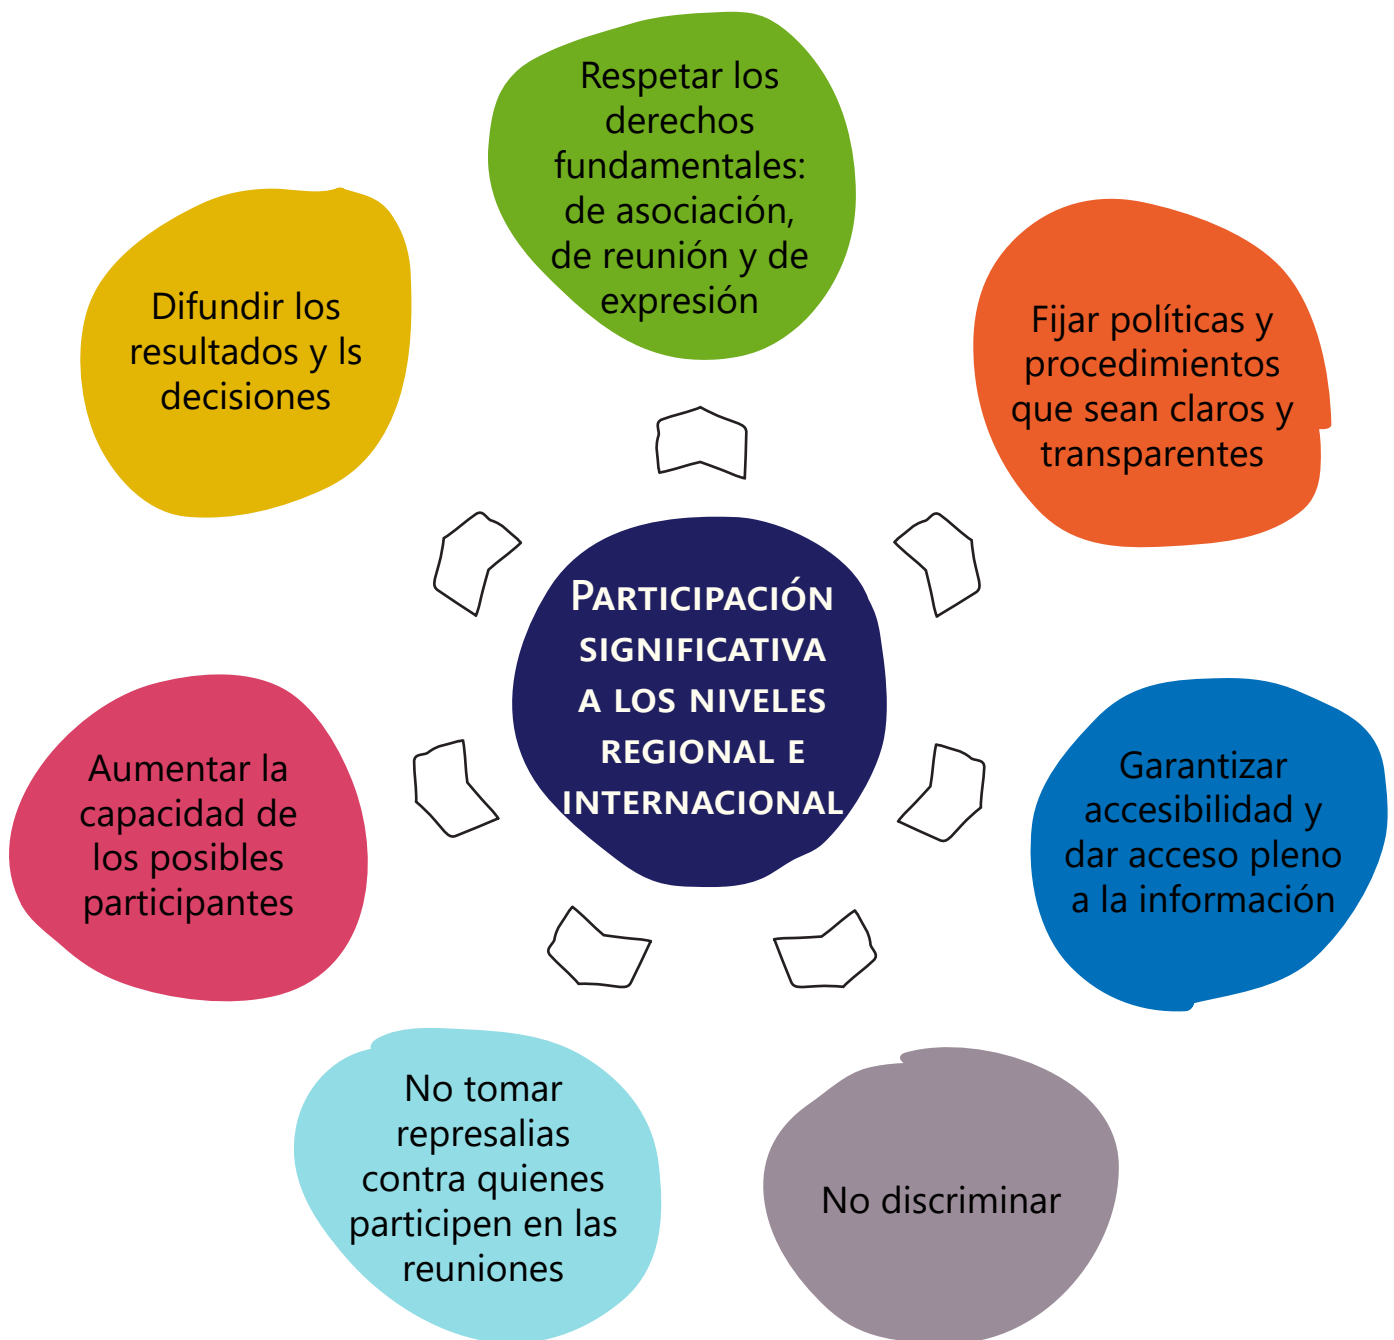 Respetar los
derechos
fundamentales:
de asociación,
de reunión y de
expresión
Fijar políticas y
procedimientos
que sean claros y
transparentes
Garantizar
accesibilidad y
dar acceso pleno
a la información
No discriminar
No tomar
represalias
contra quienes
participen en las
reuniones
Aumentar la
capacidad de
los posibles
participantes
Difundir los
resultados y ls
decisiones
PARTICIPACIÓN
SIGNIFICATIVA
A LOS NIVELES
REGIONAL E
INTERNACIONAL